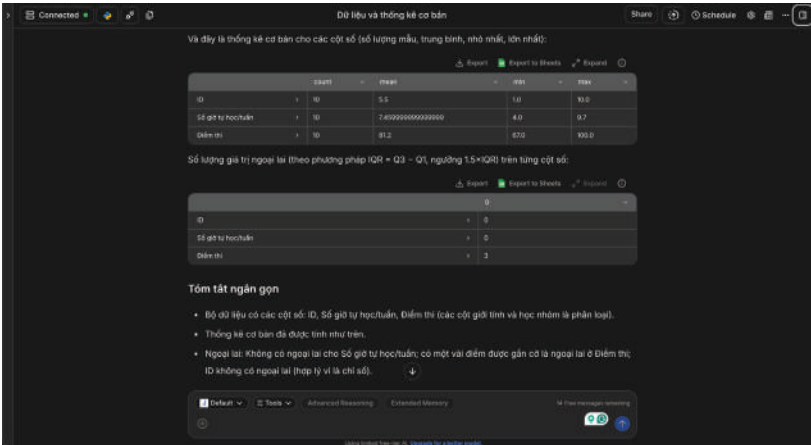 Connected
Dữ liệu và thống kê cơ bản
Share
Schedule
Và đây là thống kê cơ bản cho các cột số (số lượng mẫu, trung bình, nhỏ nhất, lớn nhất):
Export Export to Sheets Expand
count mean min max
ID 10 5.5 1.0 10.0
Số giờ tự học/tuần 10 4.0 9.7
Điểm thi 10 91.2 67.0 100.0
Số lượng giá trị ngoại lai (theo phương pháp IQR = Q3 − Q1, ngưỡng 1.5×IQR) trên từng cột số:
Export Export to Sheets Expand
0
ID 0
Số giờ tự học/tuần 0
Điểm thi 3
Tóm tắt ngắn gọn
• Bộ dữ liệu có các cột số: ID, Số giờ tự học/tuần, Điểm thi (các cột giới tính và học nhóm là phân loại).
• Thống kê cơ bản đã được tính như trên.
• Ngoại lai: Không có ngoại lai cho Số giờ tự học/tuần; có một vài điểm được gắn cờ là ngoại lai ở Điểm thi;
ID không có ngoại lai (hợp lý vì là chỉ số).
Default Tools Advanced Reasoning Extended Memory
14 free messages remaining